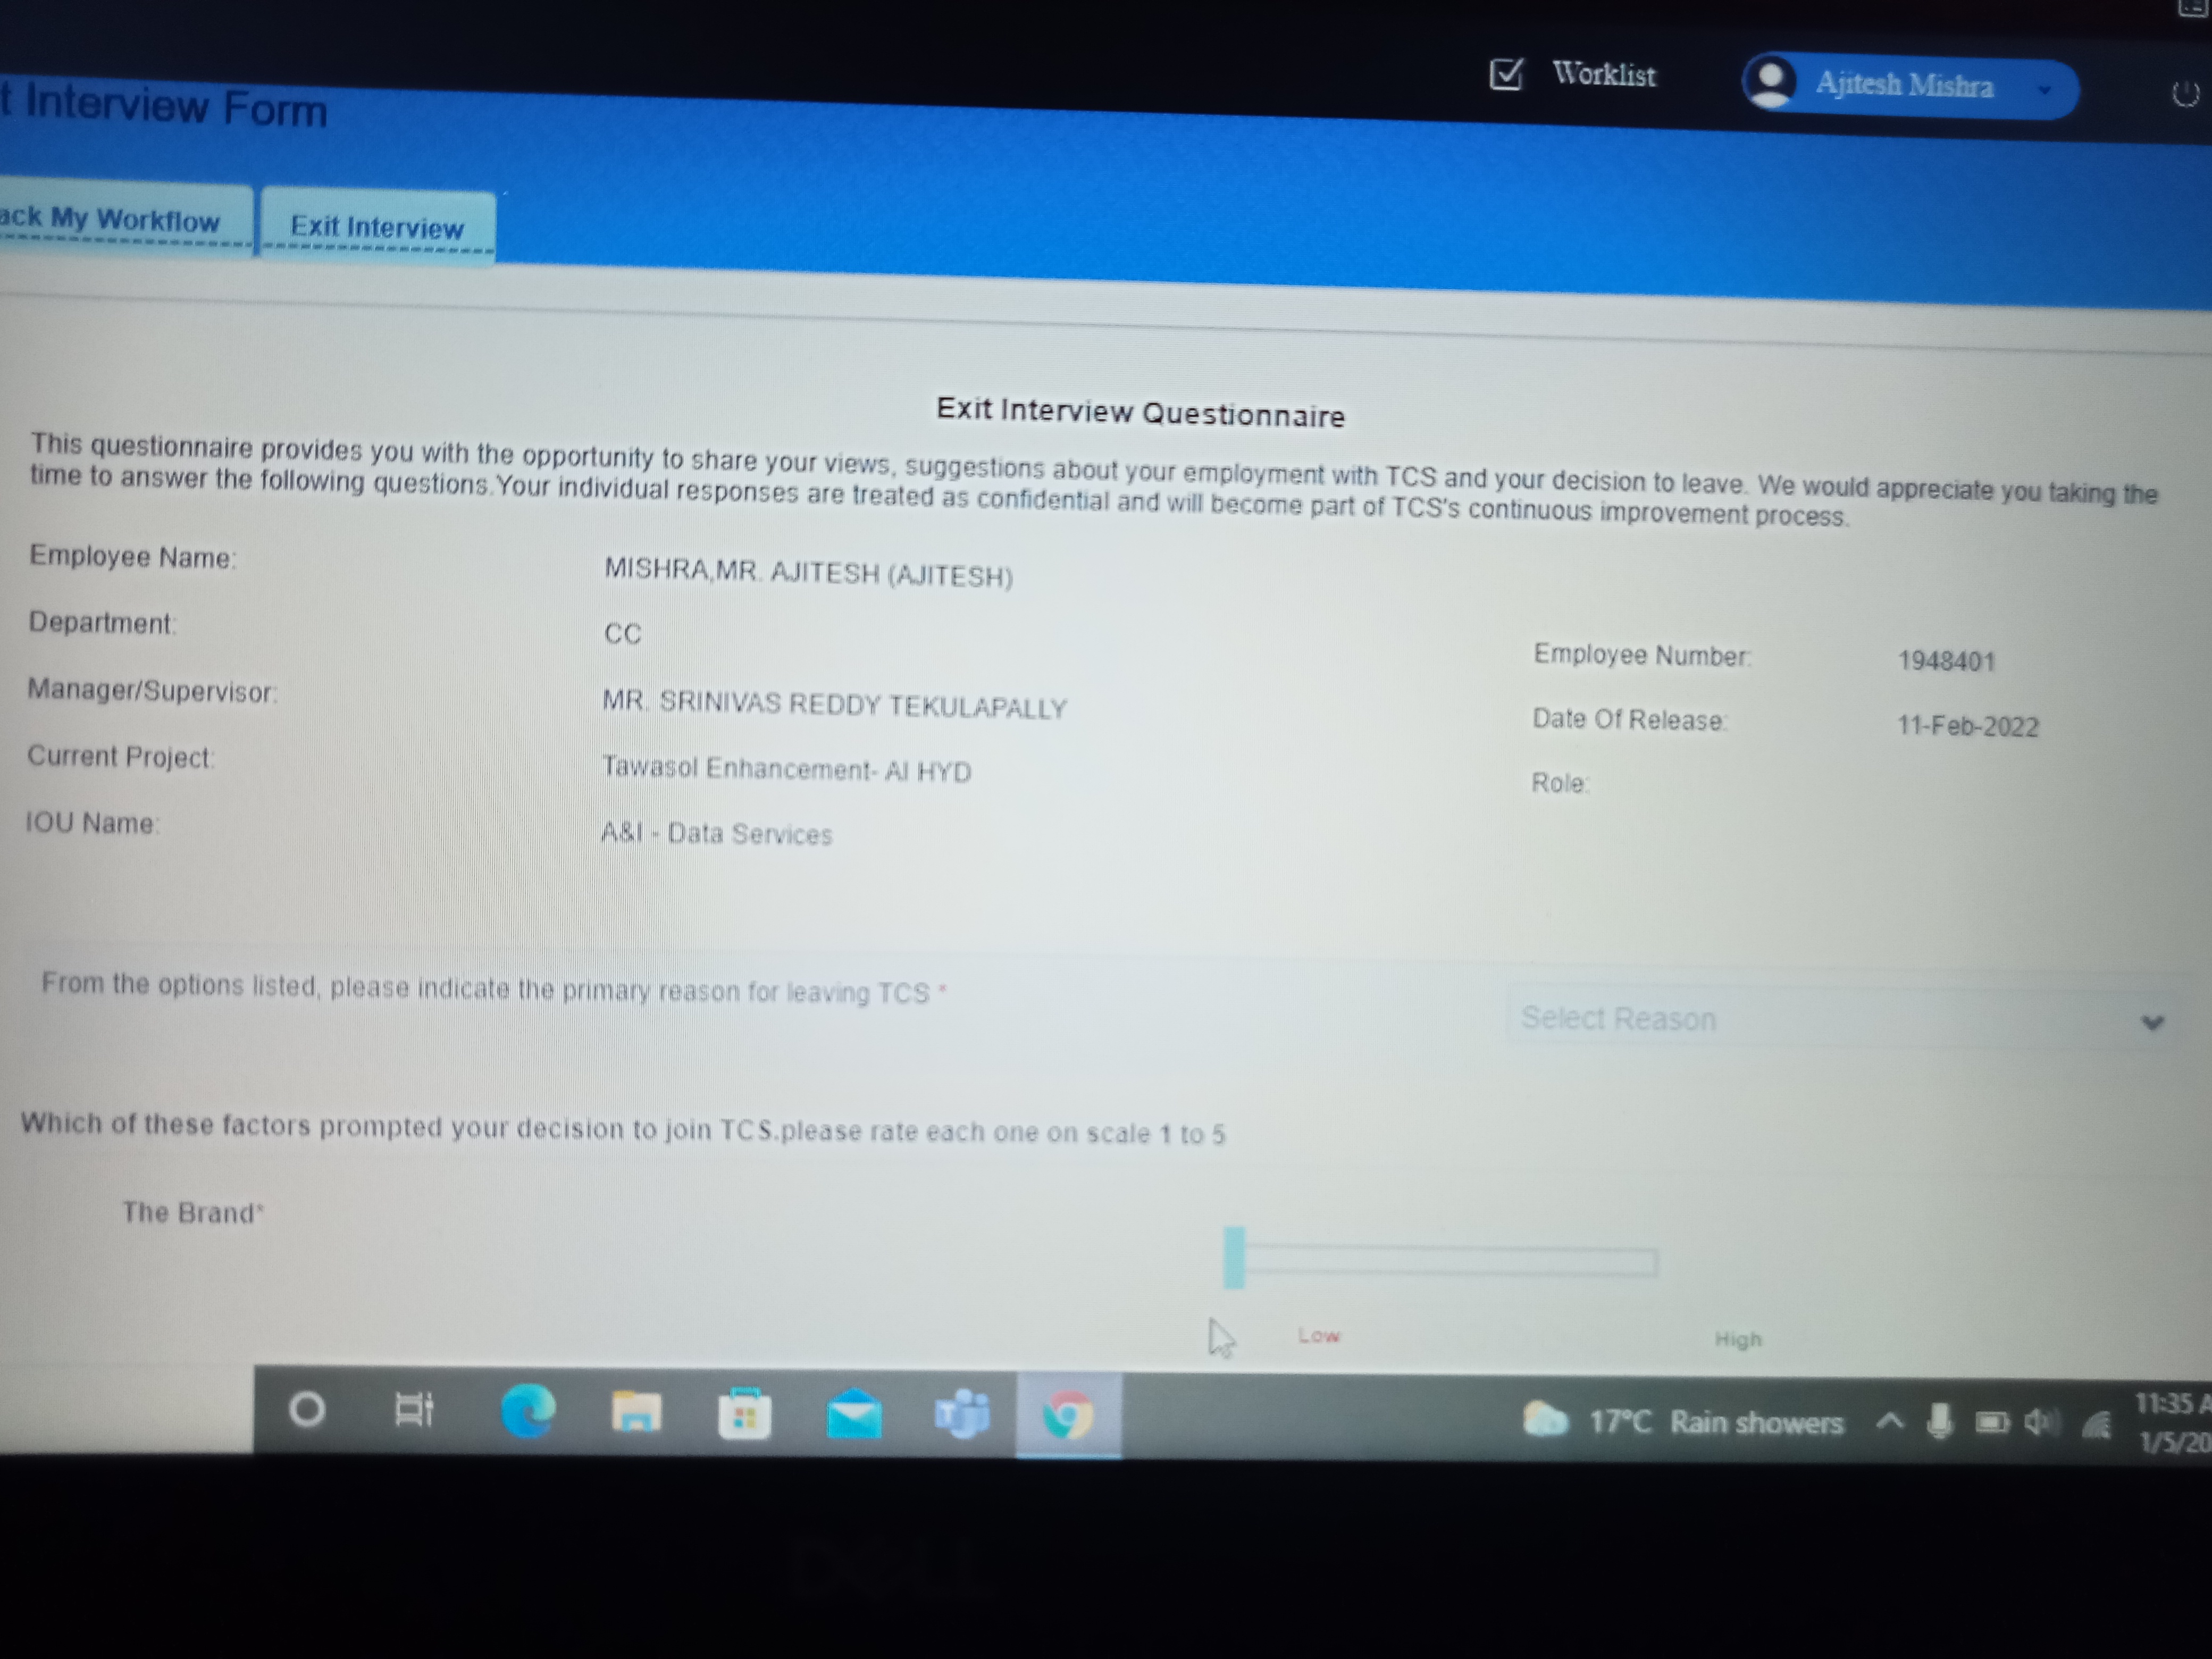 Worklist
Ajitesh Mishra
t Interview Form
ack My Workflow
Exit Interview
Exit Interview Questionnaire
This questionnaire provides you with the opportunity to share your views, suggestions about your employment with TCS and your decision to leave. We would appreciate you taking the
time to answer the following questions.Your individual responses are treated as confidential and will become part of TCS's continuous improvement process.
Employee Name: MISHRA,MR. AJITESH (AJITESH)
Department: CC
Employee Number: 1948401
Manager/Supervisor: MR. SRINIVAS REDDY TEKULAPALLY
Date Of Release: 11-Feb-2022
Current Project: Tawasol Enhancement- AI HYD
Role:
IOU Name: A&I - Data Services
From the options listed, please indicate the primary reason for leaving TCS *
Select Reason
Which of these factors prompted your decision to join TCS.please rate each one on scale 1 to 5
The Brand*
Low
High
17°C Rain showers
11:35 A
1/5/20
DELL